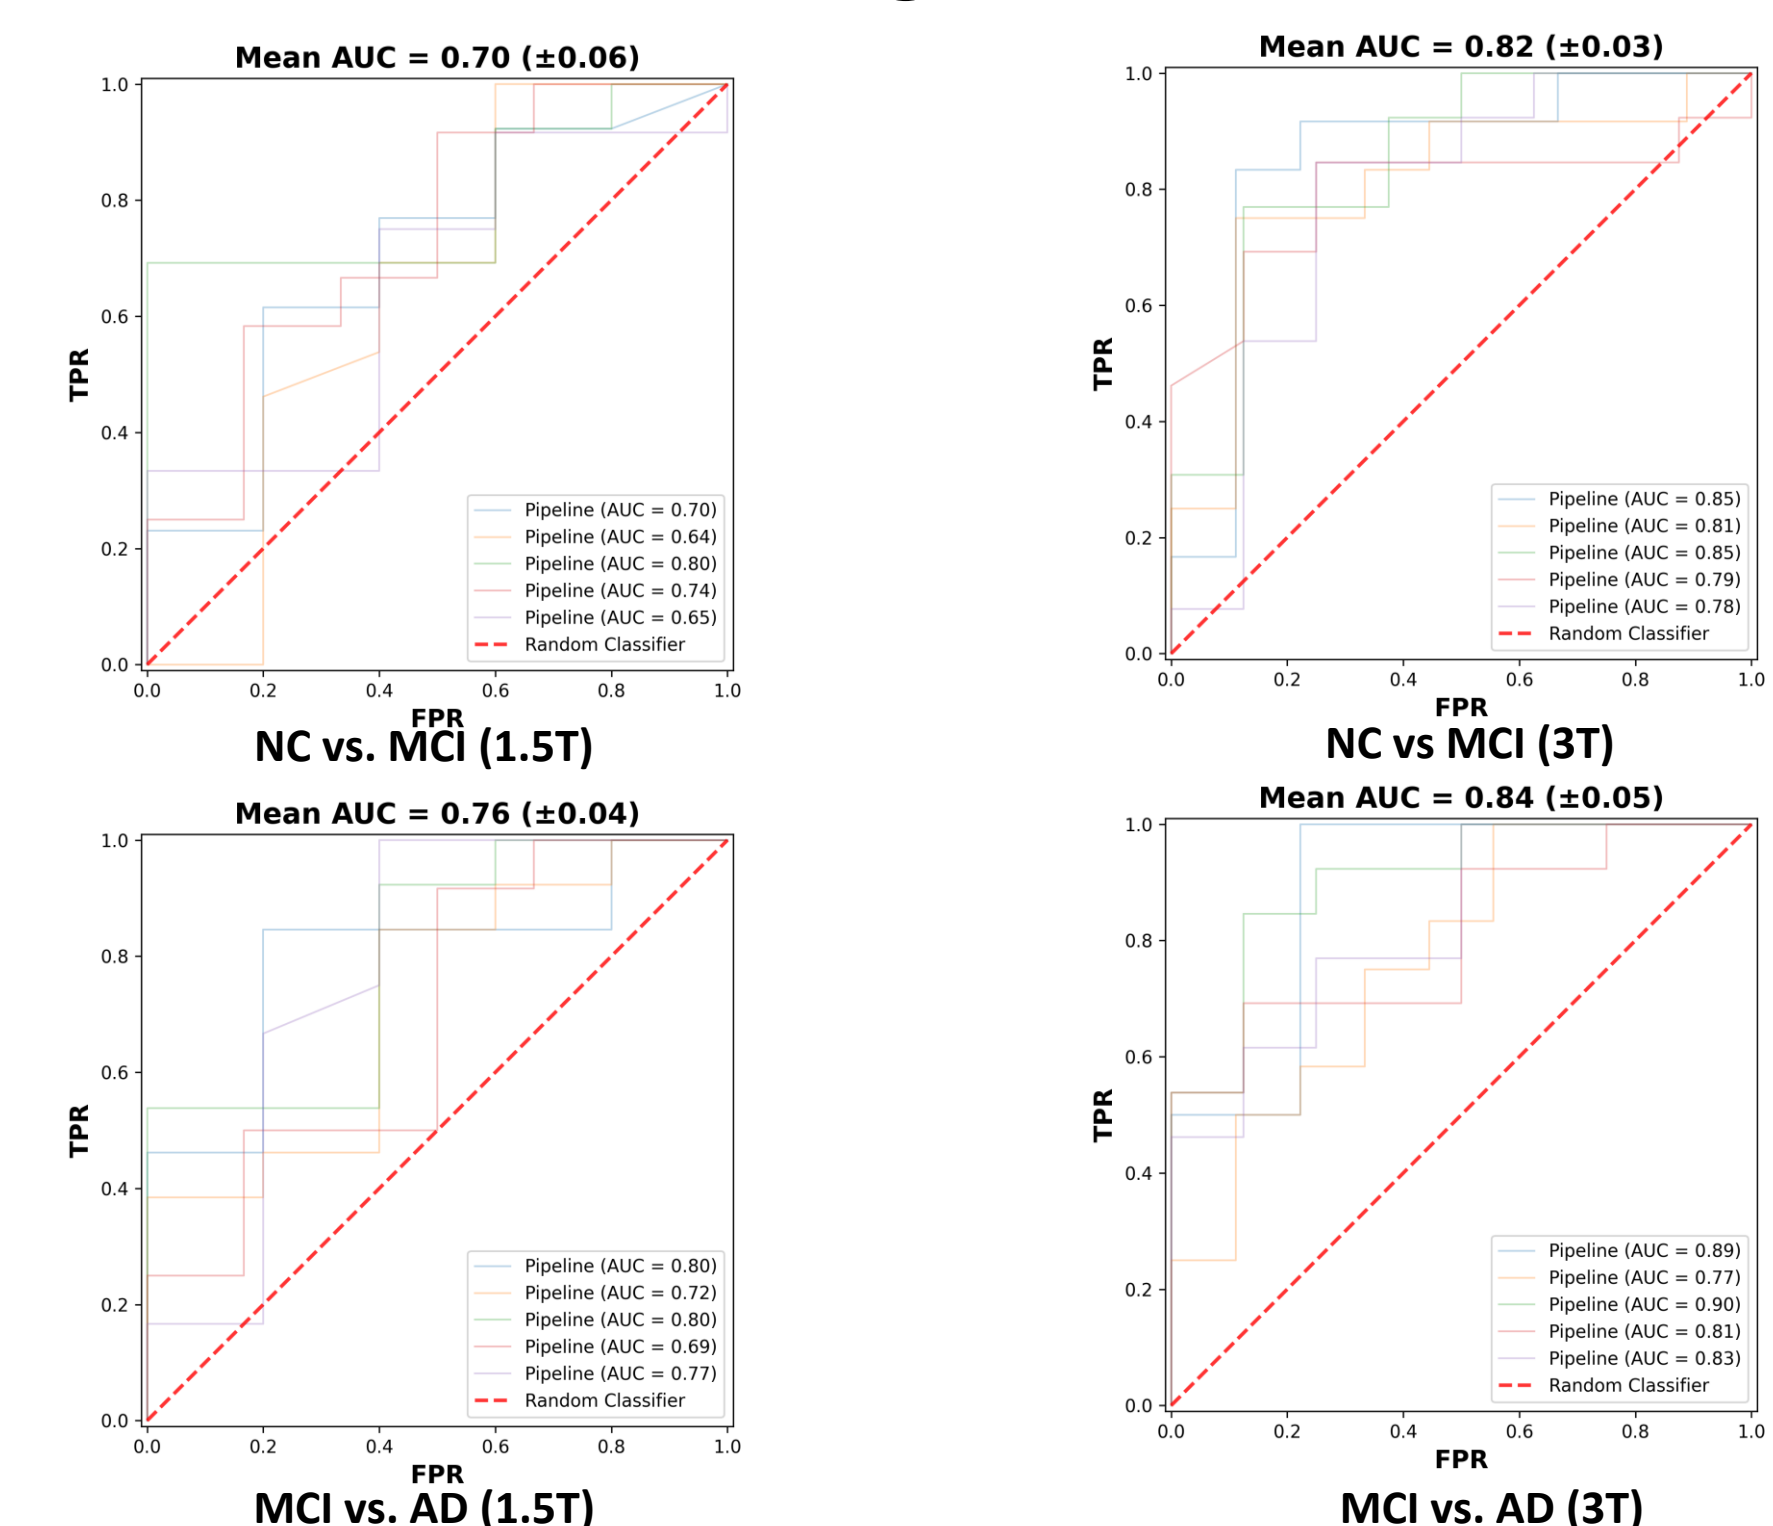 Mean AUC = 0.70 (±0.06)
1.0
0.8
0.6
0.4
0.2
0.0
TPR
Pipeline (AUC = 0.70)
Pipeline (AUC = 0.64)
Pipeline (AUC = 0.80)
Pipeline (AUC = 0.74)
Pipeline (AUC = 0.65)
Random Classifier
0.0 0.2 0.4 0.6 0.8 1.0
FPR
NC vs. MCI (1.5T)
Mean AUC = 0.82 (±0.03)
1.0
0.8
0.6
0.4
0.2
0.0
TPR
Pipeline (AUC = 0.85)
Pipeline (AUC = 0.81)
Pipeline (AUC = 0.85)
Pipeline (AUC = 0.79)
Pipeline (AUC = 0.78)
Random Classifier
0.0 0.2 0.4 0.6 0.8 1.0
FPR
NC vs MCI (3T)
Mean AUC = 0.76 (±0.04)
1.0
0.8
0.6
0.4
0.2
0.0
TPR
Pipeline (AUC = 0.80)
Pipeline (AUC = 0.72)
Pipeline (AUC = 0.80)
Pipeline (AUC = 0.69)
Pipeline (AUC = 0.77)
Random Classifier
0.0 0.2 0.4 0.6 0.8 1.0
FPR
MCI vs. AD (1.5T)
Mean AUC = 0.84 (±0.05)
1.0
0.8
0.6
0.4
0.2
0.0
TPR
Pipeline (AUC = 0.89)
Pipeline (AUC = 0.77)
Pipeline (AUC = 0.90)
Pipeline (AUC = 0.81)
Pipeline (AUC = 0.83)
Random Classifier
0.0 0.2 0.4 0.6 0.8 1.0
FPR
MCI vs. AD (3T)